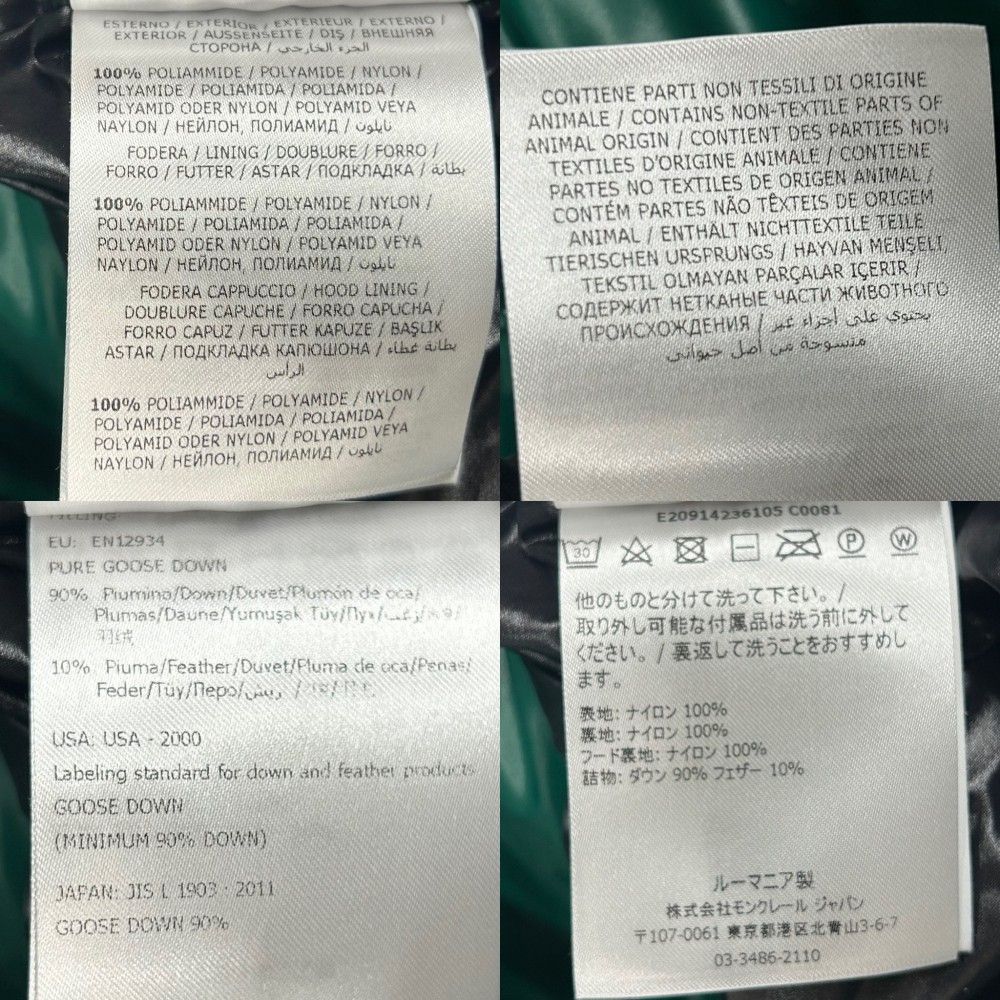 ESTERNO / EXTERIOR / EXTERIEUR / EXTERNO /
EXTERIOR / AUSSENSEITE / DIŞ / ВНЕШНЯЯ
СТОРОНА / الجزء الخارجي
100% POLIAMMIDE / POLYAMIDE / NYLON /
POLYAMIDE / POLIAMIDA / POLIAMIDA /
POLYAMID ODER NYLON / POLYAMID VEYA
NAYLON / НЕЙЛОН, ПОЛИАМИД / نايلون
FODERA / LINING / DOUBLURE / FORRO /
FORRO / FUTTER / ASTAR / ПОДКЛАДКА / بطانة
100% POLIAMMIDE / POLYAMIDE / NYLON /
POLYAMIDE / POLIAMIDA / POLIAMIDA /
POLYAMID ODER NYLON / POLYAMID VEYA
NAYLON / НЕЙЛОН, ПОЛИАМИД / نايلون
FODERA CAPPUCCIO / HOOD LINING /
DOUBLURE CAPUCHE / FORRO CAPUCHA /
FORRO CAPUZ / FUTTER KAPUZE / BAŞLIK
ASTAR / ПОДКЛАДКА КАПЮШОНА / بطانة غطاء
الرأس
100% POLIAMMIDE / POLYAMIDE / NYLON /
POLYAMIDE / POLIAMIDA / POLIAMIDA /
POLYAMID ODER NYLON / POLYAMID VEYA
NAYLON / НЕЙЛОН, ПОЛИАМИД / نايلون
CONTIENE PARTI NON TESSILI DI ORIGINE
ANIMALE / CONTAINS NON-TEXTILE PARTS OF
ANIMAL ORIGIN / CONTIENT DES PARTIES NON
TEXTILES D'ORIGINE ANIMALE / CONTIENE
PARTES NO TEXTILES DE ORIGEN ANIMAL /
CONTÉM PARTES NÃO TÊXTEIS DE ORIGEM
ANIMAL / ENTHÄLT NICHTTEXTILE TEILE
TIERISCHEN URSPRUNGS / HAYVAN MENŞELI
TEKSTIL OLMAYAN PARÇALAR IÇERIR /
СОДЕРЖИТ НЕТКАНЫЕ ЧАСТИ ЖИВОТНОГО
ПРОИСХОЖДЕНИЯ / يحتوي على أجزاء غير
منسوجة من أصل حيواني
FILLING
EU: EN12934
PURE GOOSE DOWN
90% Piumino/Down/Duvet/Plumón de oca/
Plumas/Daune/Yumuşak Tüy/Пух/
羽绒
10% Piuma/Feather/Duvet/Pluma de oca/Penas/
Feder/Tüy/Перо/ريش/
USA: USA - 2000
Labeling standard for down and feather products
GOOSE DOWN
(MINIMUM 90% DOWN)
JAPAN: JIS L 1903 : 2011
GOOSE DOWN 90%
E20914236105 C0081
30 P W
他のものと分けて洗って下さい。/
取り外し可能な付属品は洗う前に外して
ください。/ 裏返して洗うことをおすすめし
ます。
表地: ナイロン 100%
裏地: ナイロン 100%
フード裏地: ナイロン 100%
詰物: ダウン 90% フェザー 10%
ルーマニア製
株式会社モンクレール ジャパン
〒107-0061 東京都港区北青山3-6-7
03-3486-2110